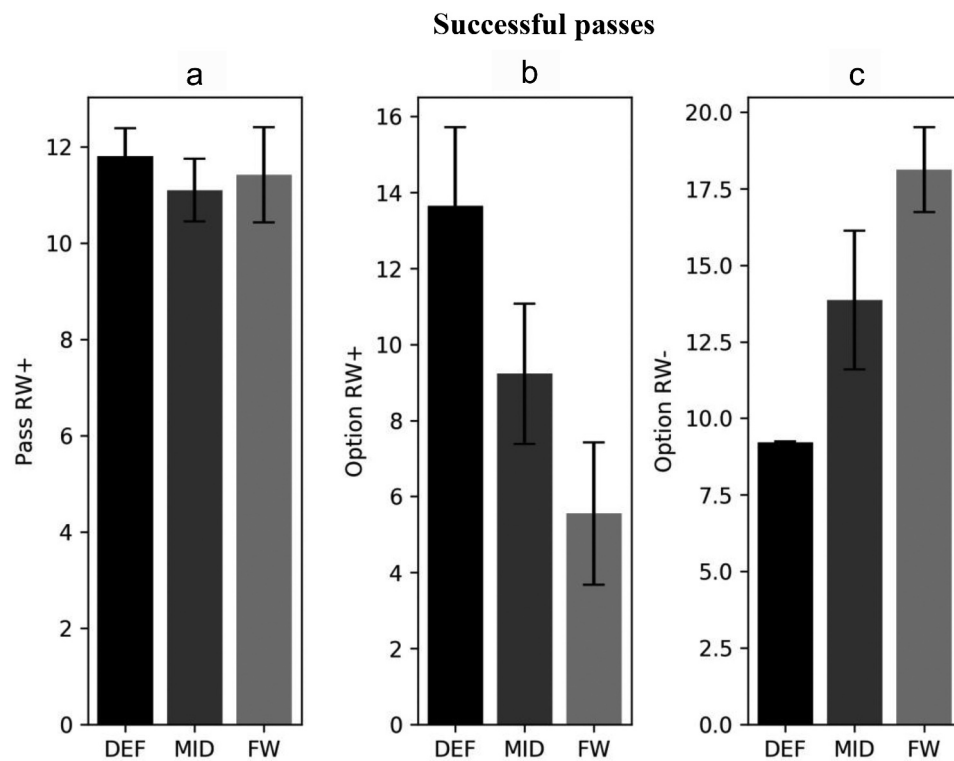 Successful passes
a
Pass RW+
12
10
8
6
4
2
0
DEF MID FW
b
Option RW+
16
14
12
10
8
6
4
2
0
DEF MID FW
c
Option RW-
20.0
17.5
15.0
12.5
10.0
7.5
5.0
2.5
0.0
DEF MID FW